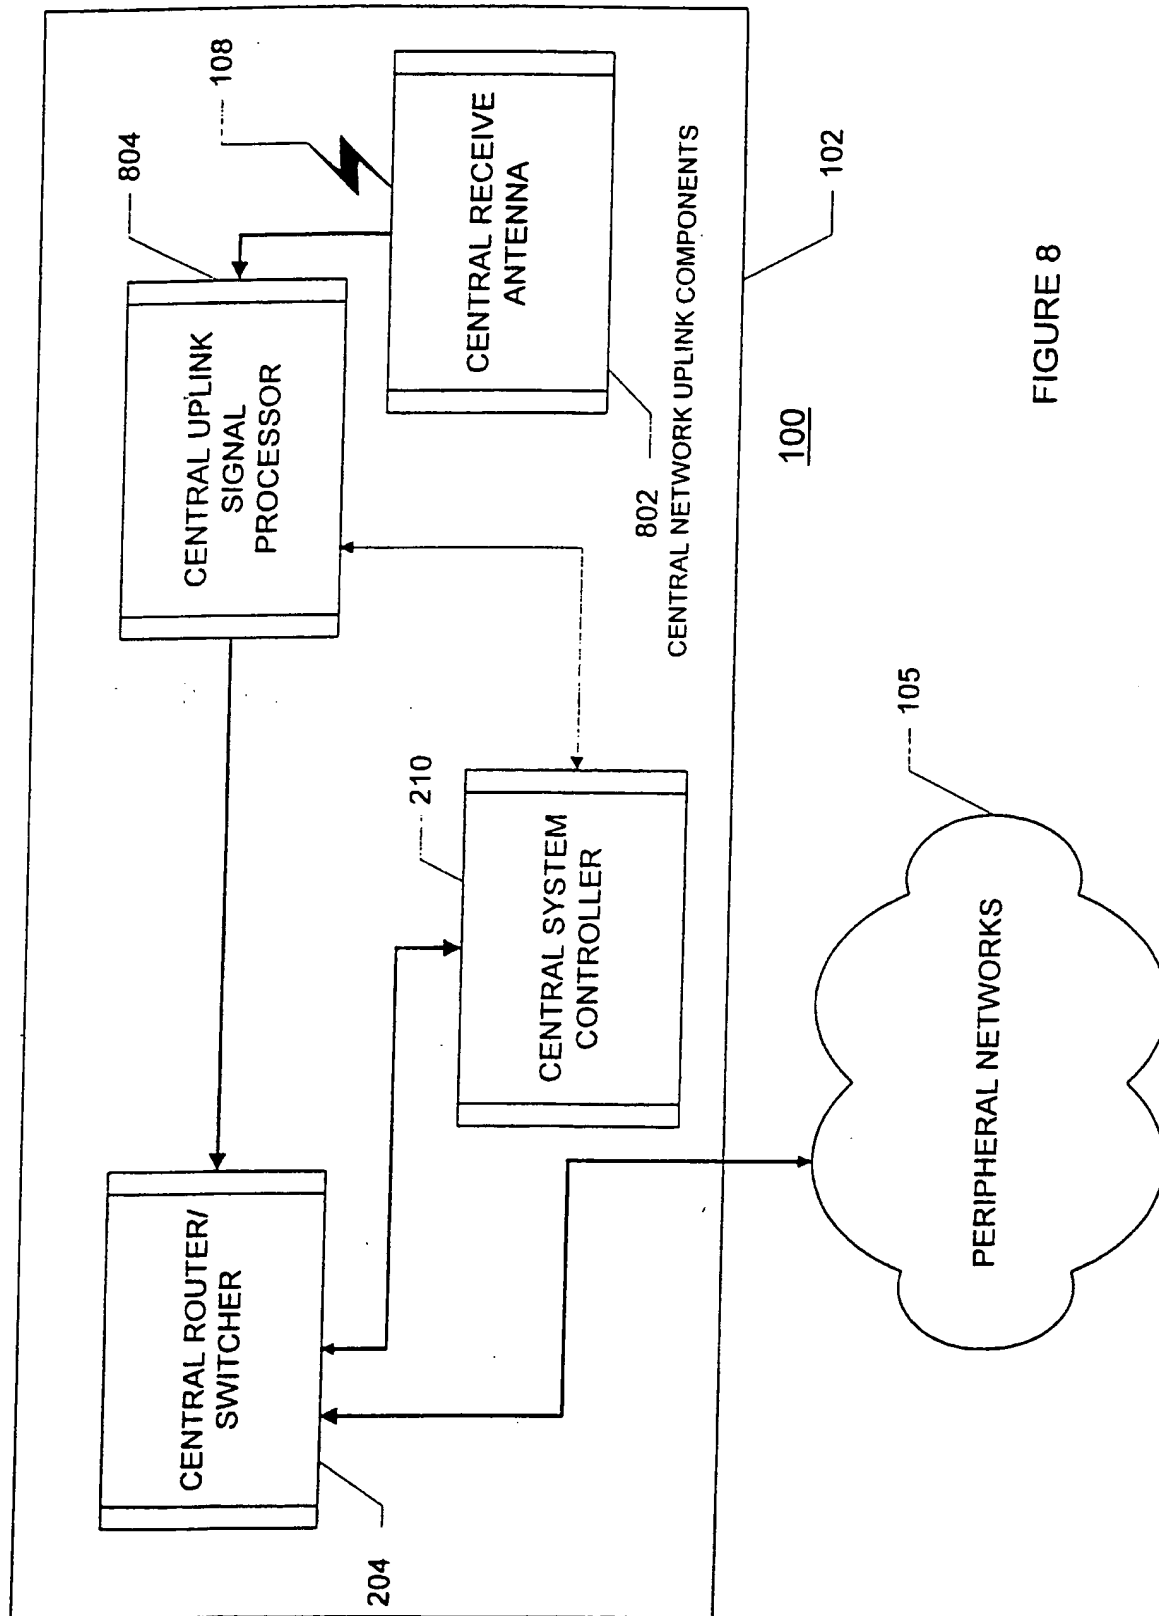 CENTRAL ROUTER/
SWITCHER
204
CENTRAL UPLINK
SIGNAL
PROCESSOR
804
108
CENTRAL SYSTEM
CONTROLLER
210
CENTRAL RECEIVE
ANTENNA
802
CENTRAL NETWORK UPLINK COMPONENTS
102
100
PERIPHERAL NETWORKS
105
FIGURE 8